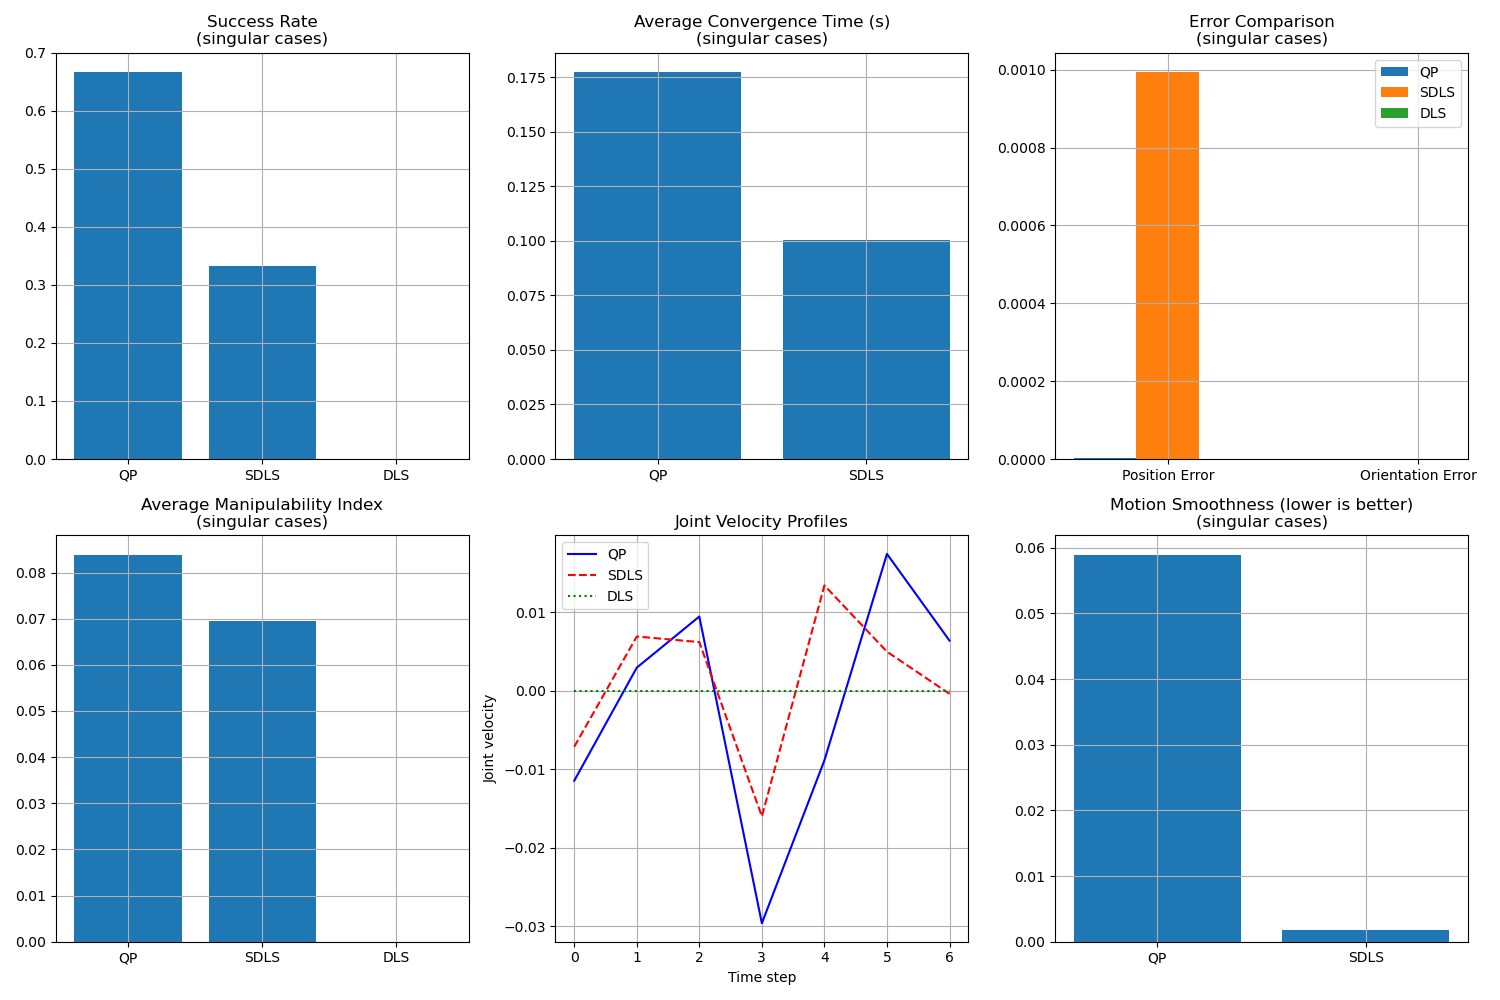 Success Rate
(singular cases)
0.7
0.6
0.5
0.4
0.3
0.2
0.1
0.0
QP
SDLS
DLS
Average Convergence Time (s)
(singular cases)
0.175
0.150
0.125
0.100
0.075
0.050
0.025
0.000
QP
SDLS
Error Comparison
(singular cases)
0.0010
0.0008
0.0006
0.0004
0.0002
0.0000
QP
SDLS
DLS
Position Error
Orientation Error
Average Manipulability Index
(singular cases)
0.08
0.07
0.06
0.05
0.04
0.03
0.02
0.01
0.00
QP
SDLS
DLS
Joint Velocity Profiles
QP
SDLS
DLS
Joint velocity
0.01
0.00
−0.01
−0.02
−0.03
0 1 2 3 4 5 6
Time step
Motion Smoothness (lower is better)
(singular cases)
0.06
0.05
0.04
0.03
0.02
0.01
0.00
QP
SDLS